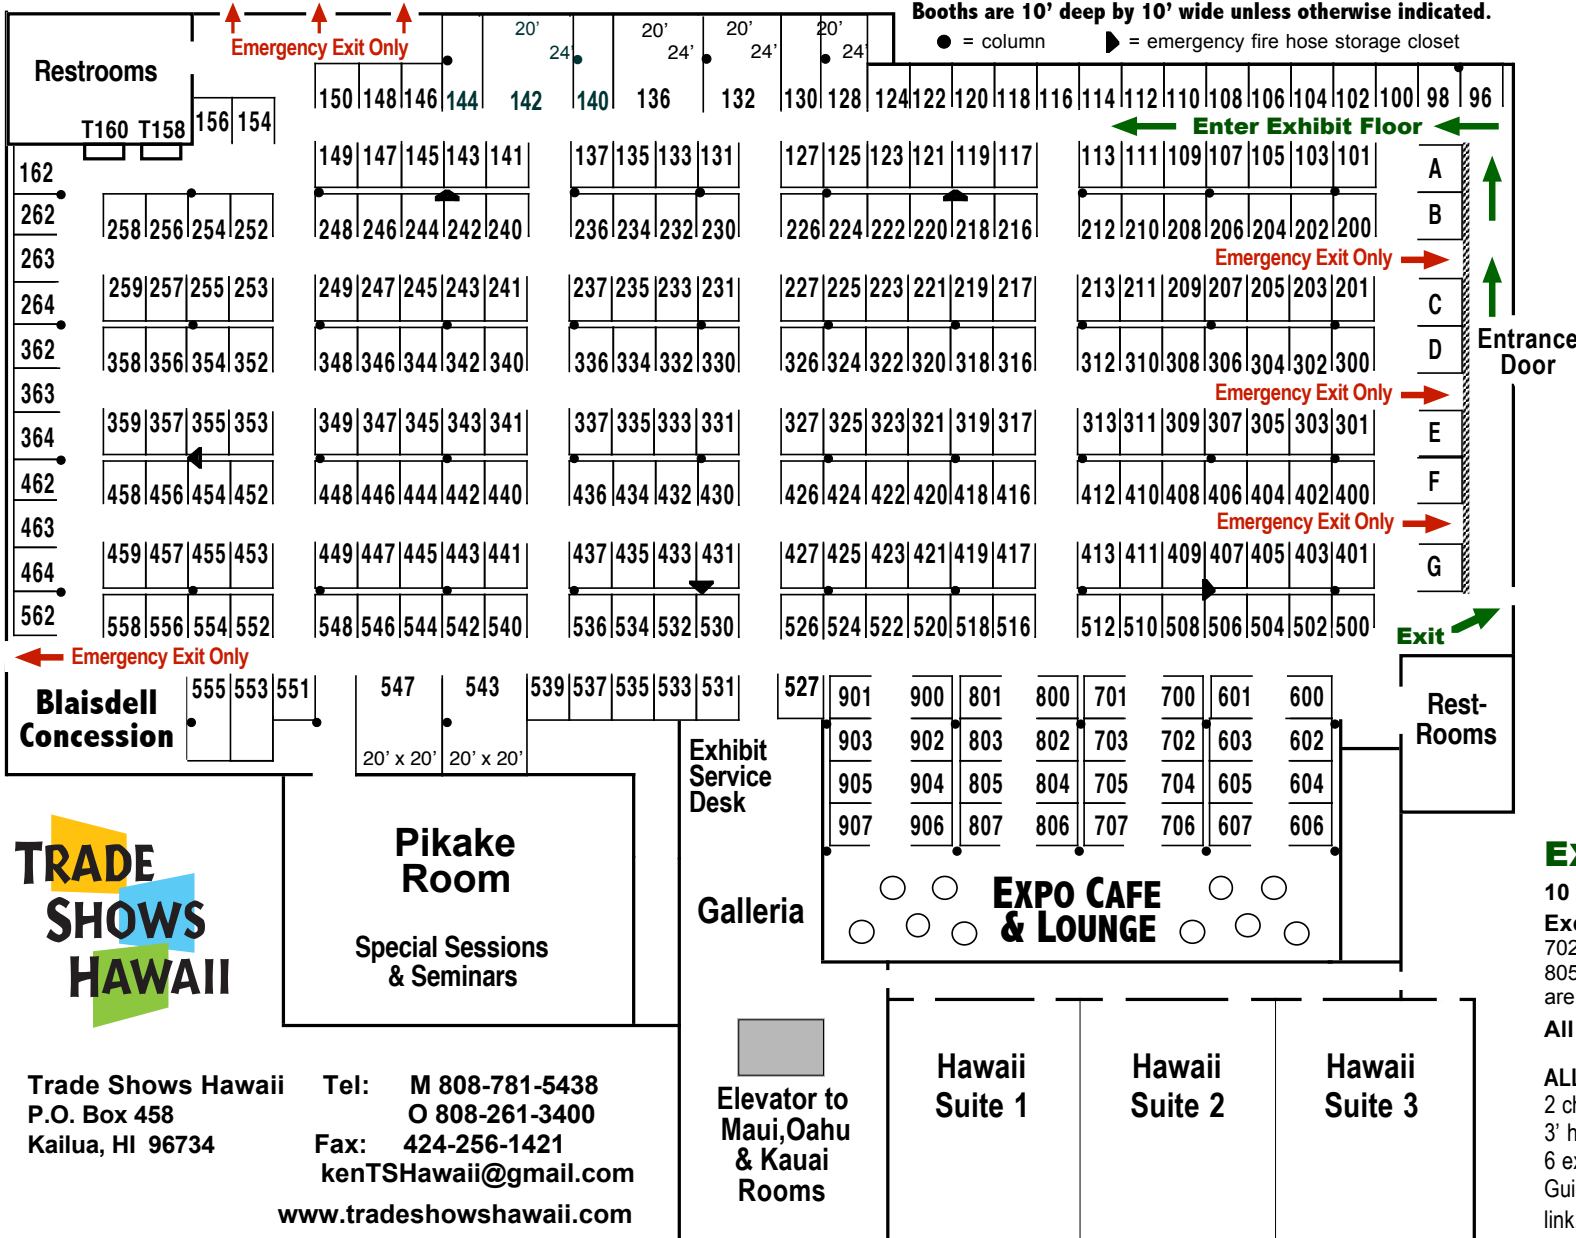 Booths are 10' deep by 10' wide unless otherwise indicated.
= column = emergency fire hose storage closet
20' 20' 20' 20'
24' 24' 24' 24'
Emergency Exit Only
Restrooms
150 148 146 144 142 140 136 132 130 128 124 122 120 118 116 114 112 110 108 106 104 102 100 98 96
T160 T158 156 154
Enter Exhibit Floor
162 149 147 145 143 141 137 135 133 131 127 125 123 121 119 117 113 111 109 107 105 103 101 A
262 258 256 254 252 248 246 244 242 240 236 234 232 230 226 224 222 220 218 216 212 210 208 206 204 202 200 B
263 Emergency Exit Only
264 259 257 255 253 249 247 245 243 241 237 235 233 231 227 225 223 221 219 217 213 211 209 207 205 203 201 C
362 358 356 354 352 348 346 344 342 340 336 334 332 330 326 324 322 320 318 316 312 310 308 306 304 302 300 D
Entrance
Door
363 Emergency Exit Only
364 359 357 355 353 349 347 345 343 341 337 335 333 331 327 325 323 321 319 317 313 311 309 307 305 303 301 E
462 458 456 454 452 448 446 444 442 440 436 434 432 430 426 424 422 420 418 416 412 410 408 406 404 402 400 F
463 Emergency Exit Only
464 459 457 455 453 449 447 445 443 441 437 435 433 431 427 425 423 421 419 417 413 411 409 407 405 403 401 G
562 558 556 554 552 548 546 544 542 540 536 534 532 530 526 524 522 520 518 516 512 510 508 506 504 502 500
Exit
Emergency Exit Only
Blaisdell
Concession
555 553 551 547 543 539 537 535 533 531 527
20' x 20' 20' x 20'
901 900 801 800 701 700 601 600
903 902 803 802 703 702 603 602
905 904 805 804 705 704 605 604
907 906 807 806 707 706 607 606
Rest-
Rooms
Exhibit
Service
Desk
Pikake
Room
Special Sessions
& Seminars
Galleria
EXPO CAFE
& LOUNGE
TRADE
SHOWS
HAWAII
Trade Shows Hawaii Tel: M 808-781-5438
P.O. Box 458 O 808-261-3400
Kailua, HI 96734 Fax: 424-256-1421
kenTSHawaii@gmail.com
www.tradeshowshawaii.com
Elevator to
Maui,Oahu
& Kauai
Rooms
Hawaii
Suite 1
Hawaii
Suite 2
Hawaii
Suite 3
10
702
805
are
All
2
3'
6
link